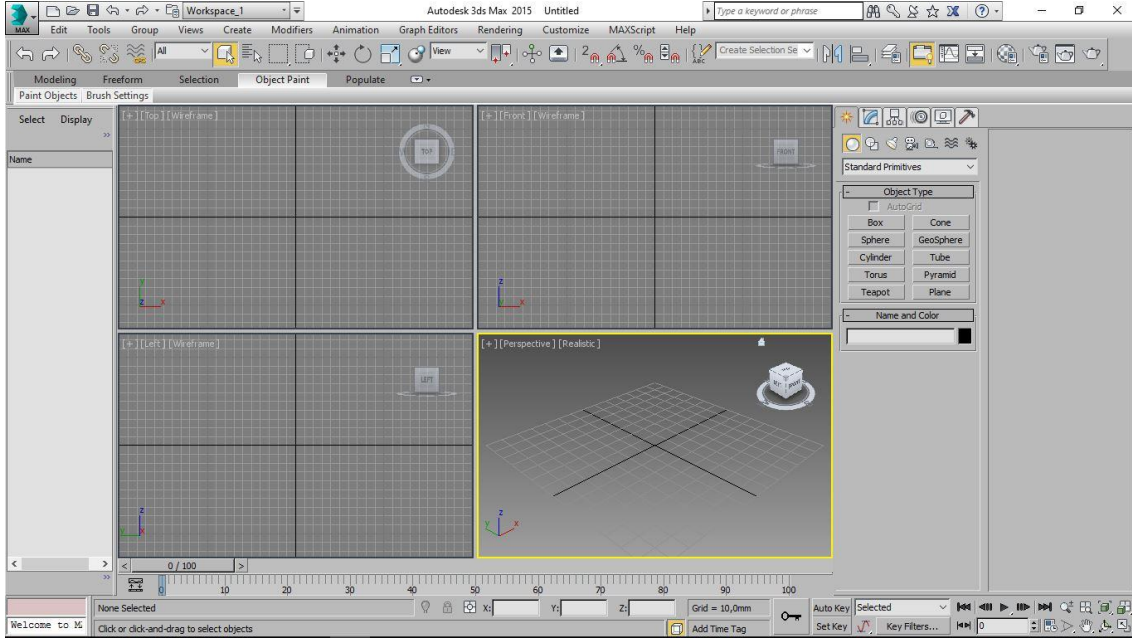 Workspace_1
Autodesk 3ds Max 2015 Untitled
Type a keyword or phrase
MAX Edit Tools Group Views Create Modifiers Animation Graph Editors Rendering Customize MAXScript Help
All
View
Create Selection Se
Modeling Freeform Selection Object Paint Populate
Paint Objects Brush Settings
Select Display
Name
[+][Top][Wireframe]
TOP
[+][Front][Wireframe]
FRONT
z x y
z x
[+][Left][Wireframe]
LEFT
[+][Perspective][Realistic]
z y
z y x
Standard Primitives
- Object Type
AutoGrid
Box Cone
Sphere GeoSphere
Cylinder Tube
Torus Pyramid
Teapot Plane
- Name and Color
< > < 0 / 100 >
0 10 20 30 40 50 60 70 80 90 100
None Selected X: Y: Z: Grid = 10,0mm Auto Key Selected
Welcome to M Click or click-and-drag to select objects Add Time Tag Set Key Key Filters... 0